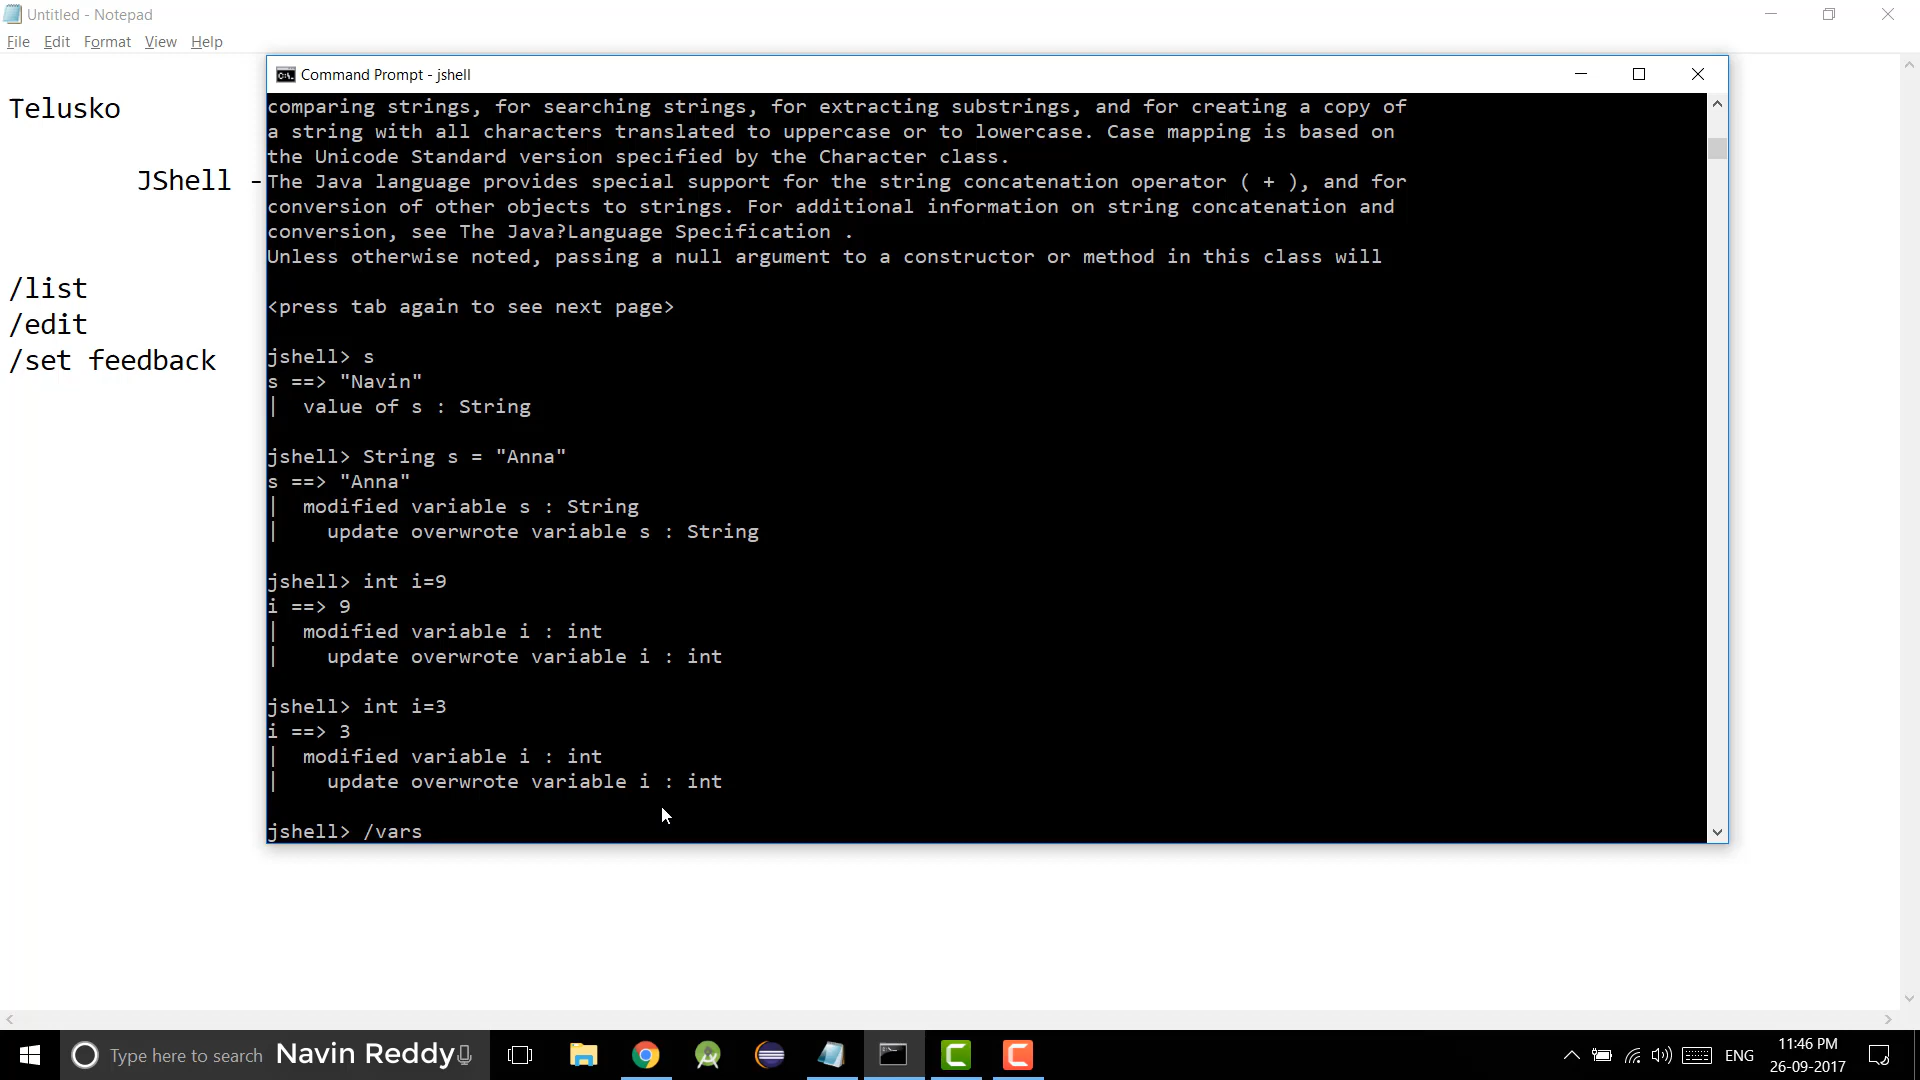 Untitled - Notepad
File Edit Format View Help
Telusko
JShell -
/list
/edit
/set feedback
Command Prompt - jshell
comparing strings, for searching strings, for extracting substrings, and for creating a copy of
a string with all characters translated to uppercase or to lowercase. Case mapping is based on
the Unicode Standard version specified by the Character class.
The Java language provides special support for the string concatenation operator ( + ), and for
conversion of other objects to strings. For additional information on string concatenation and
conversion, see The Java?Language Specification .
Unless otherwise noted, passing a null argument to a constructor or method in this class will
<press tab again to see next page>
jshell> s
s ==> "Navin"
|  value of s : String
jshell> String s = "Anna"
s ==> "Anna"
|  modified variable s : String
|    update overwrote variable s : String
jshell> int i=9
i ==> 9
|  modified variable i : int
|    update overwrote variable i : int
jshell> int i=3
i ==> 3
|  modified variable i : int
|    update overwrote variable i : int
jshell> /vars
Type here to search
Navin Reddy
ENG
11:46 PM
26-09-2017